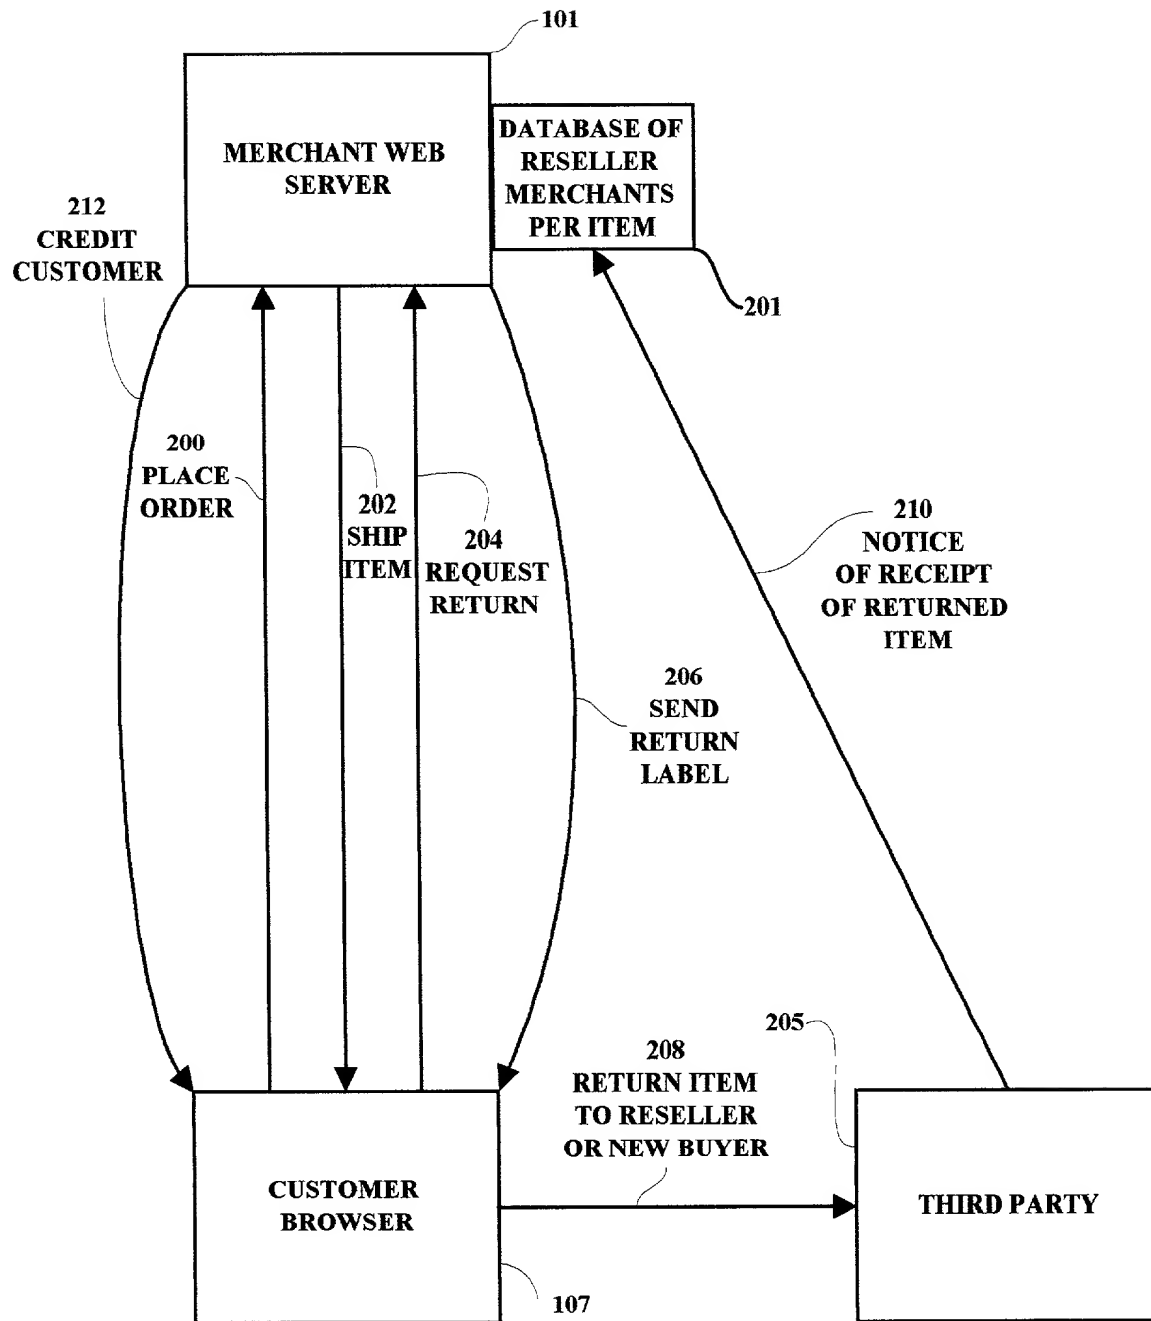 101
MERCHANT WEB
SERVER
DATABASE OF
RESELLER
MERCHANTS
PER ITEM
201
212
CREDIT
CUSTOMER
200
PLACE
ORDER
202
SHIP
ITEM
204
REQUEST
RETURN
206
SEND
RETURN
LABEL
210
NOTICE
OF RECEIPT
OF RETURNED
ITEM
208
RETURN ITEM
TO RESELLER
OR NEW BUYER
205
CUSTOMER
BROWSER
107
THIRD PARTY